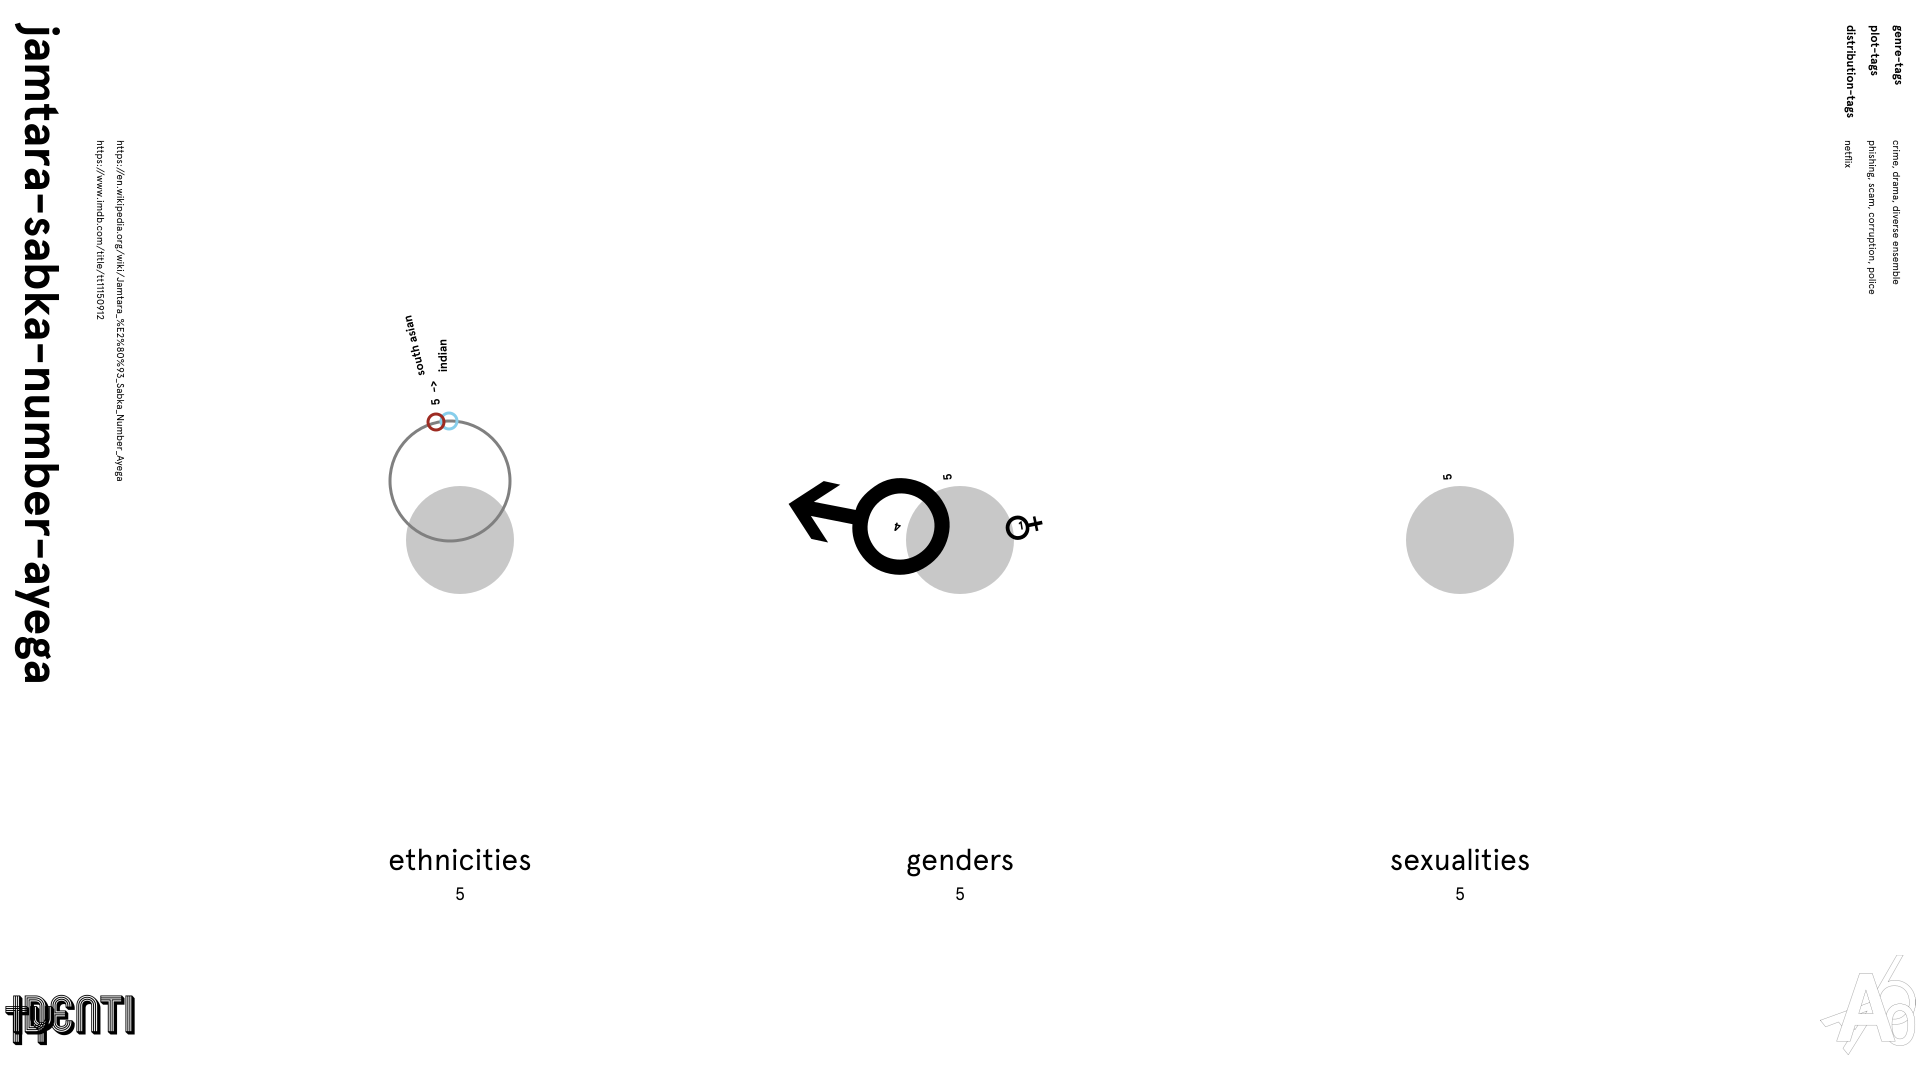 jamtara-sabka-number-ayega
https://en.wikipedia.org/wiki/Jamtara_%E2%80%93_Sabka_Number_Ayega
https://www.imdb.com/title/tt11150912
genre-tags
crime, drama, diverse ensemble
plot-tags
phishing, scam, corruption, police
distribution-tags
netflix
south asian
indian
5 ->
5
4
1
5
ethnicities
5
genders
5
sexualities
5
IDENTI